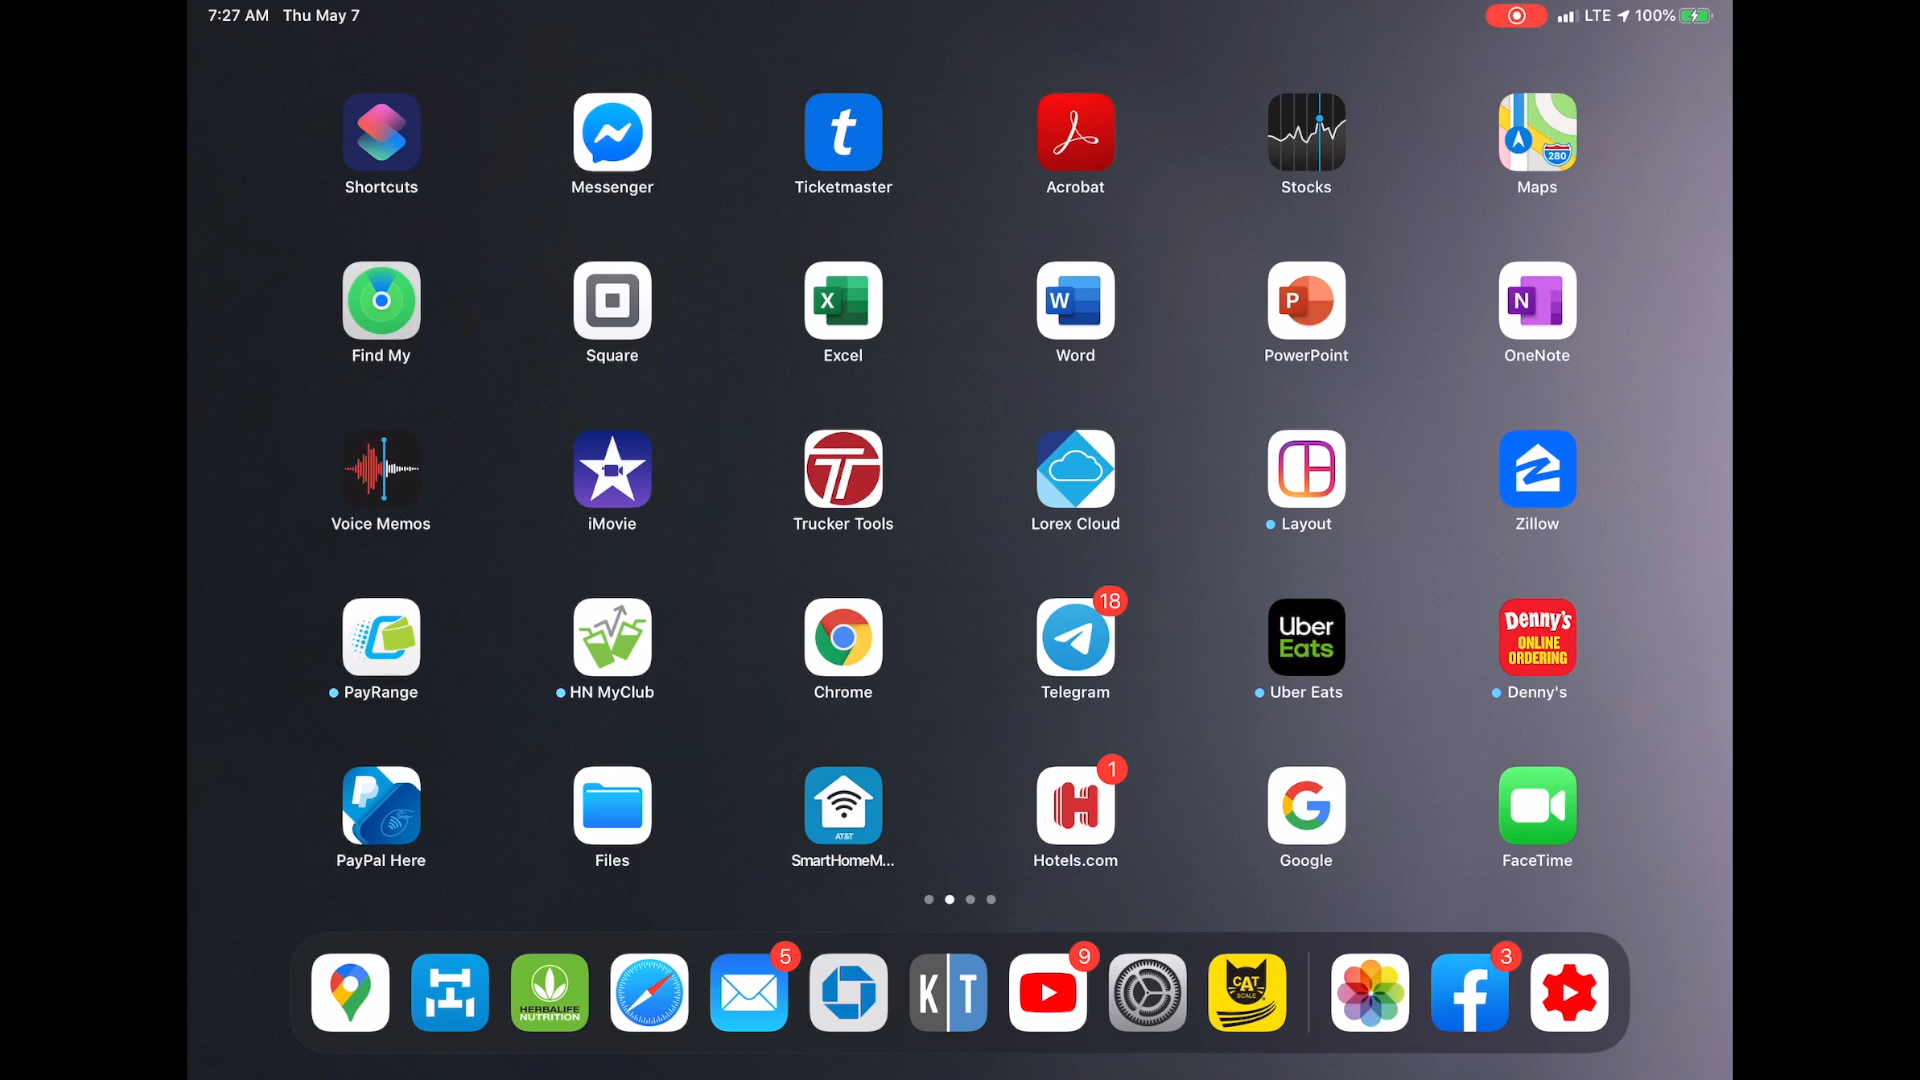 7:27 AM Thu May 7
LTE 100%
t
280
Shortcuts Messenger Ticketmaster Acrobat Stocks Maps
X W P N
Find My Square Excel Word PowerPoint OneNote
Voice Memos iMovie Trucker Tools Lorex Cloud Layout Zillow
18
Uber
Eats
Denny's
ONLINE
ORDERING
PayRange HN MyClub Chrome Telegram Uber Eats Denny's
1
AT&T
PayPal Here Files SmartHomeM... Hotels.com Google FaceTime
5 9 3
HERBALIFE
NUTRITION
K T
CAT
SCALE